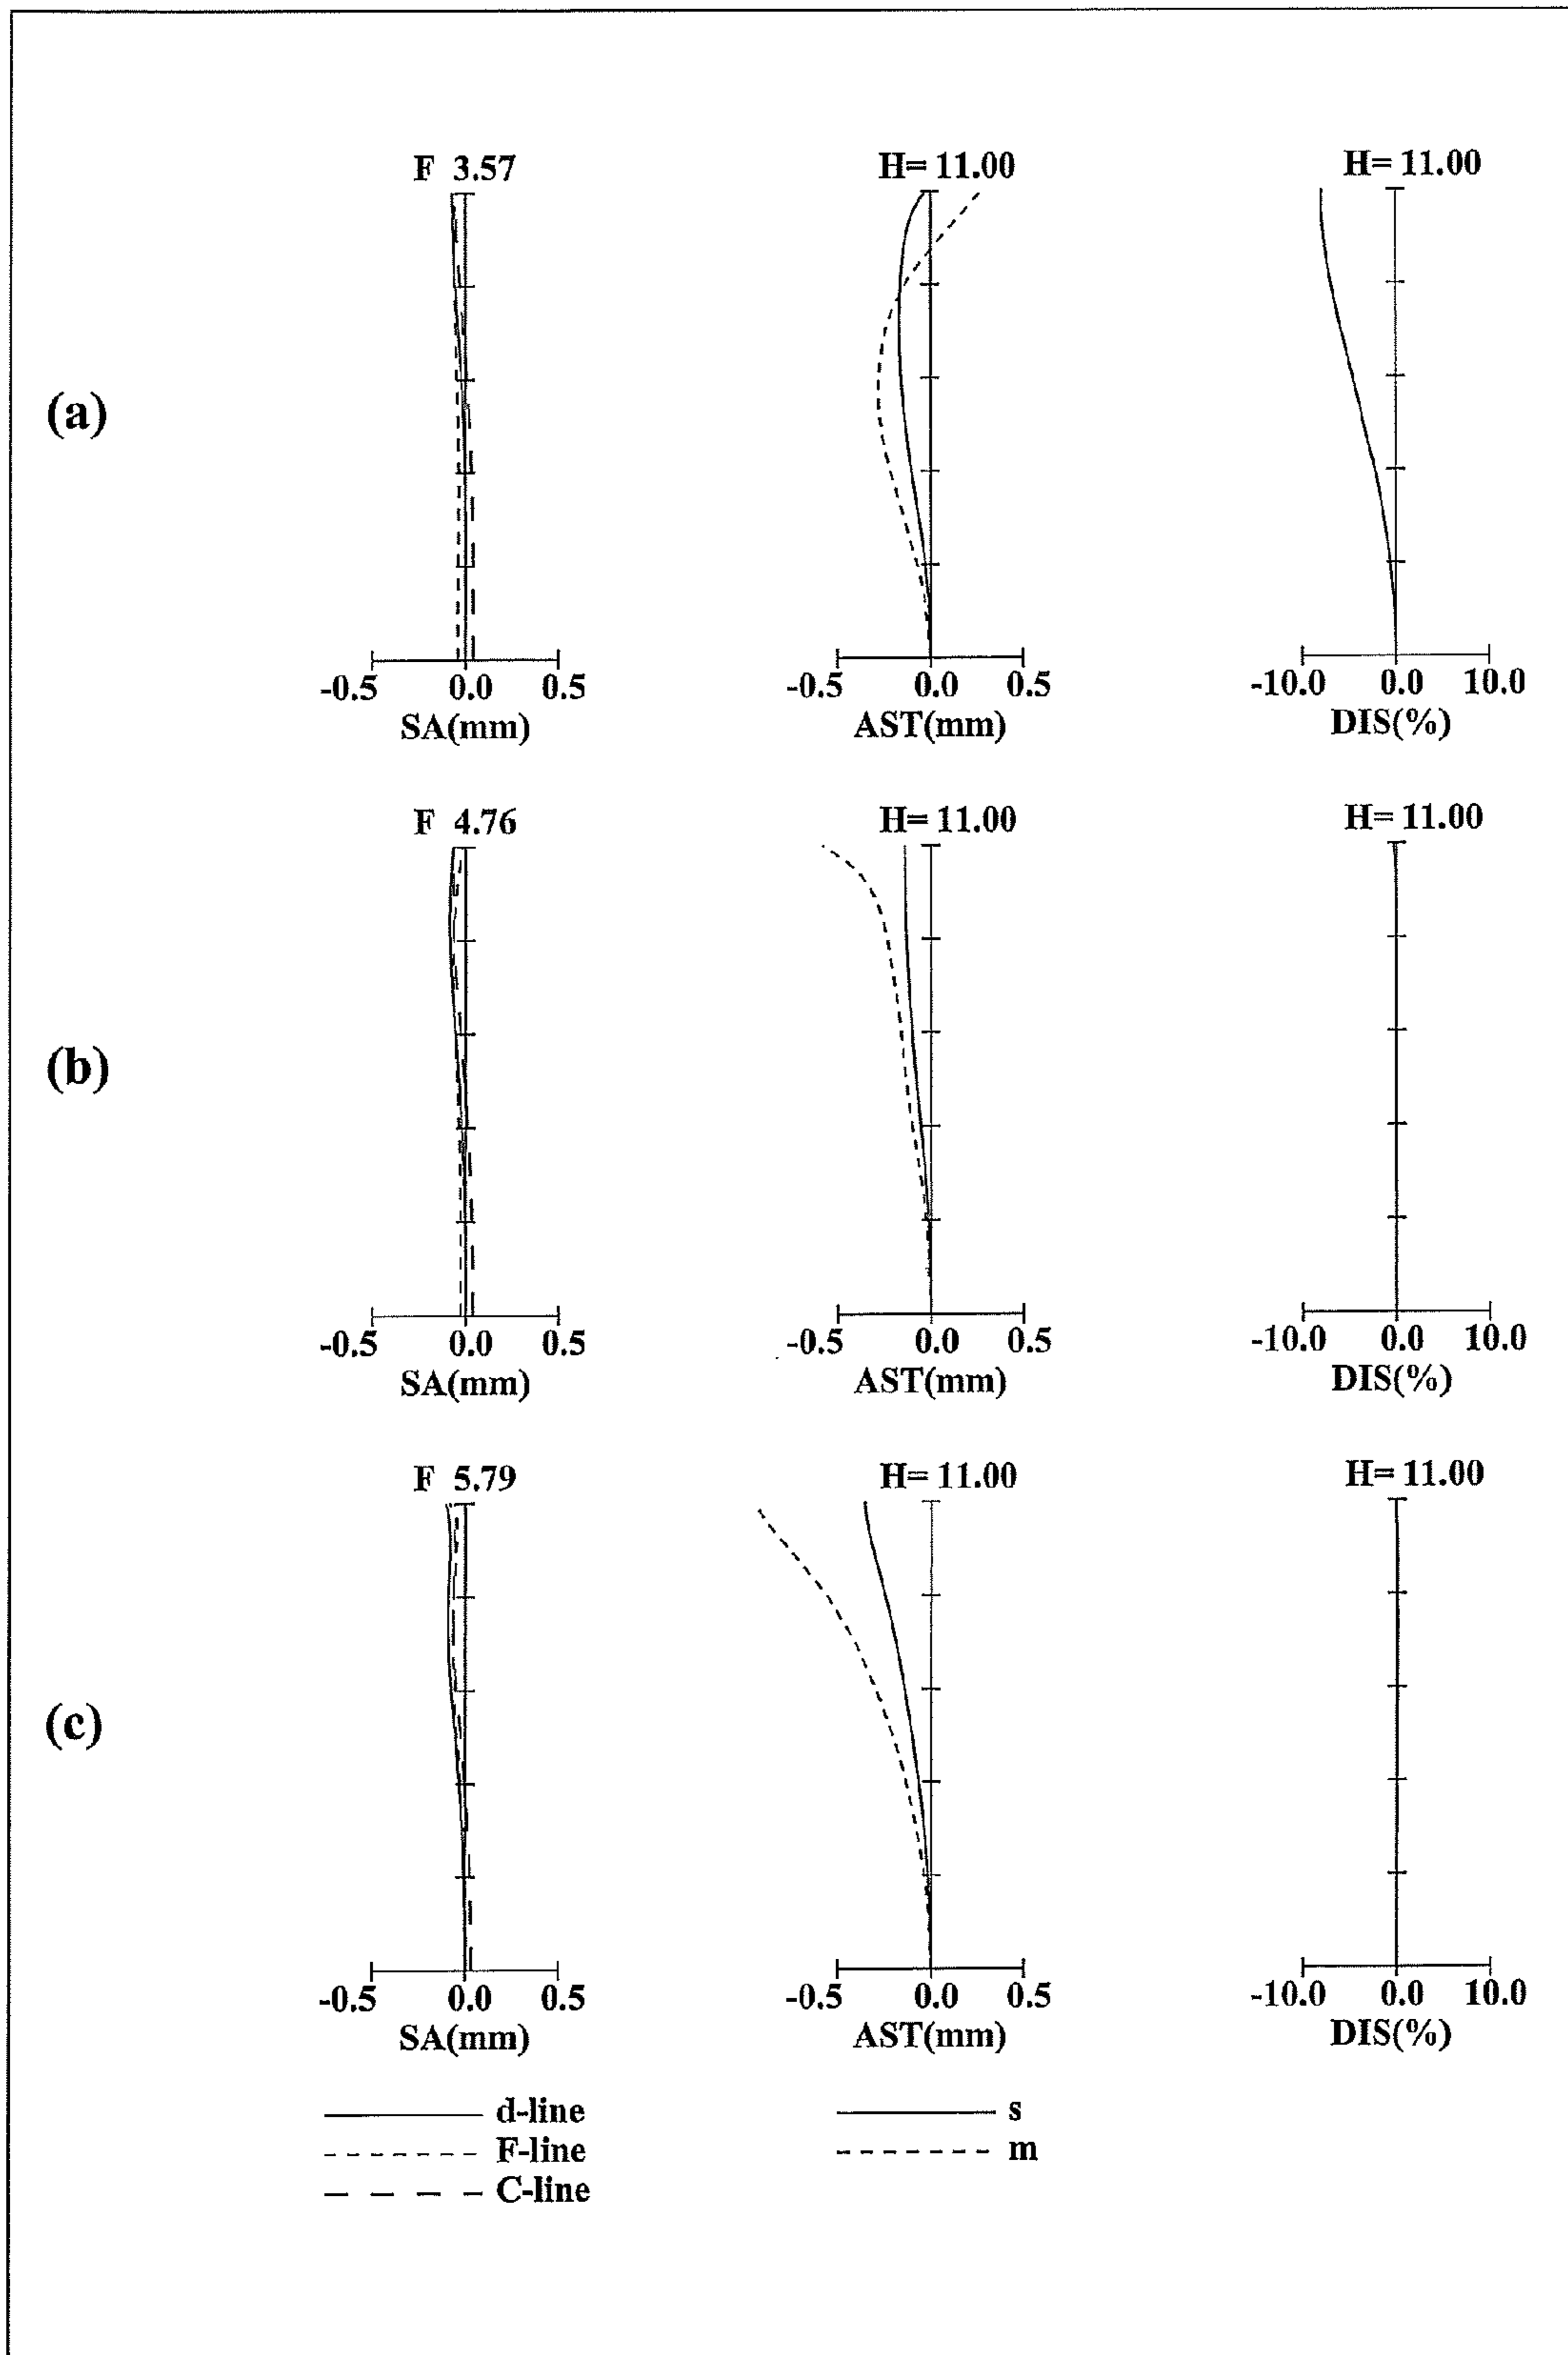 F 3.57 H= 11.00 H= 11.00
(a)
-0.5 0.0 0.5 -0.5 0.0 0.5 -10.0 0.0 10.0
SA(mm) AST(mm) DIS(%)
F 4.76 H= 11.00 H= 11.00
(b)
-0.5 0.0 0.5 -0.5 0.0 0.5 -10.0 0.0 10.0
SA(mm) AST(mm) DIS(%)
F 5.79 H= 11.00 H= 11.00
(c)
-0.5 0.0 0.5 -0.5 0.0 0.5 -10.0 0.0 10.0
SA(mm) AST(mm) DIS(%)
d-line s
F-line m
C-line